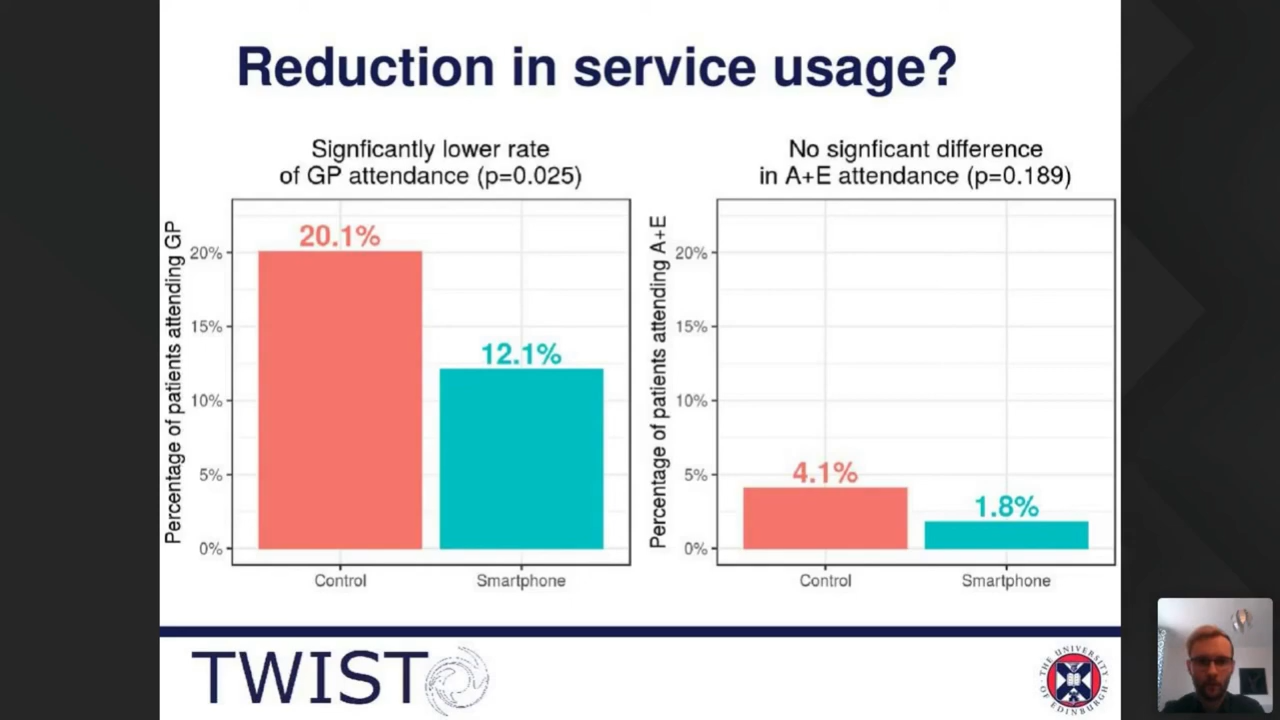 Reduction in service usage?
Signficantly lower rate
of GP attendance (p=0.025)
Percentage of patients attending GP
20%
15%
10%
5%
0%
20.1%
12.1%
Control
Smartphone
No signficant difference
in A+E attendance (p=0.189)
Percentage of patients attending A+E
20%
15%
10%
5%
0%
4.1%
1.8%
Control
Smartphone
TWIST
THE UNIVERSITY
OF EDINBURGH